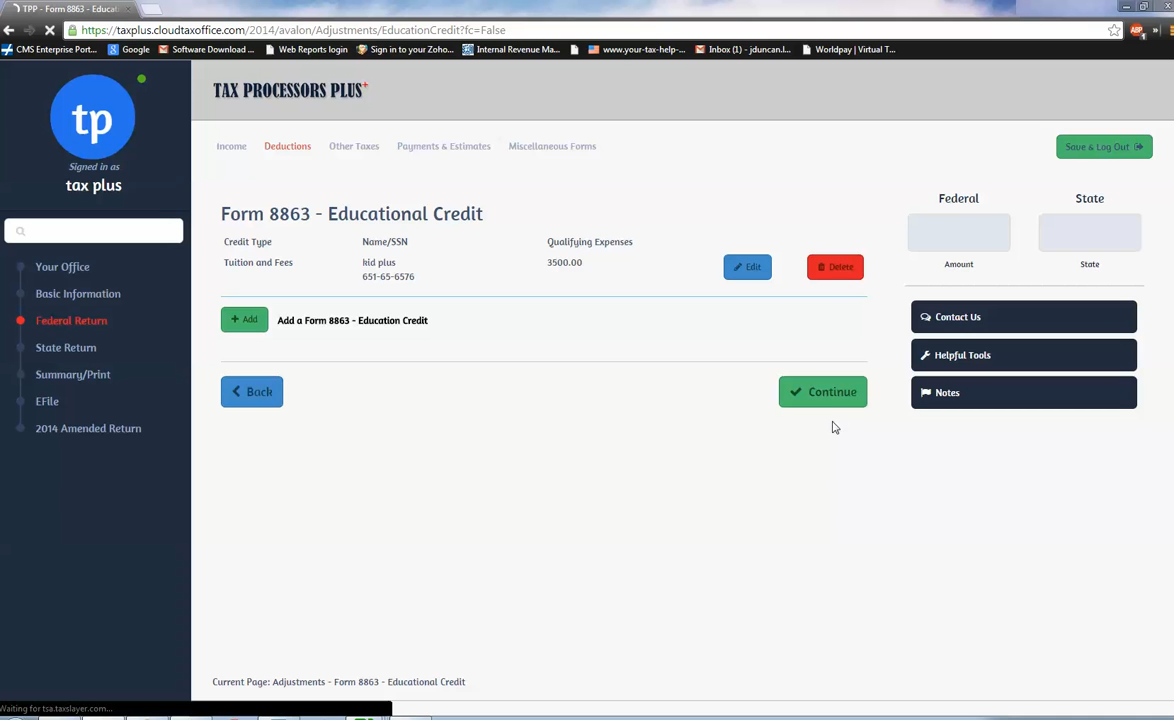 TPP - Form 8863 - Educat
https://taxplus.cloudtaxoffice.com/2014/avalon/Adjustments/EducationCredit?fc=False
ABP
1
»
CMS Enterprise Port...
Google
Software Download ...
Web Reports login
Sign in to your Zoho...
Internal Revenue Ma...
www.your-tax-help-...
Inbox (1) - jduncan.l...
Worldpay | Virtual T...
»
tp
Signed in as
tax plus
Your Office
Basic Information
Federal Return
State Return
Summary/Print
EFile
2014 Amended Return
TAX PROCESSORS PLUS+
Income Deductions Other Taxes Payments & Estimates Miscellaneous Forms
Save & Log Out
Form 8863 - Educational Credit
Credit Type Name/SSN Qualifying Expenses
Tuition and Fees kid plus 3500.00
651-65-6576
Edit
Delete
+ Add Add a Form 8863 - Education Credit
Back
Continue
Federal State
Amount State
Contact Us
Helpful Tools
Notes
Current Page: Adjustments - Form 8863 - Educational Credit
Waiting for tsa.taxslayer.com...